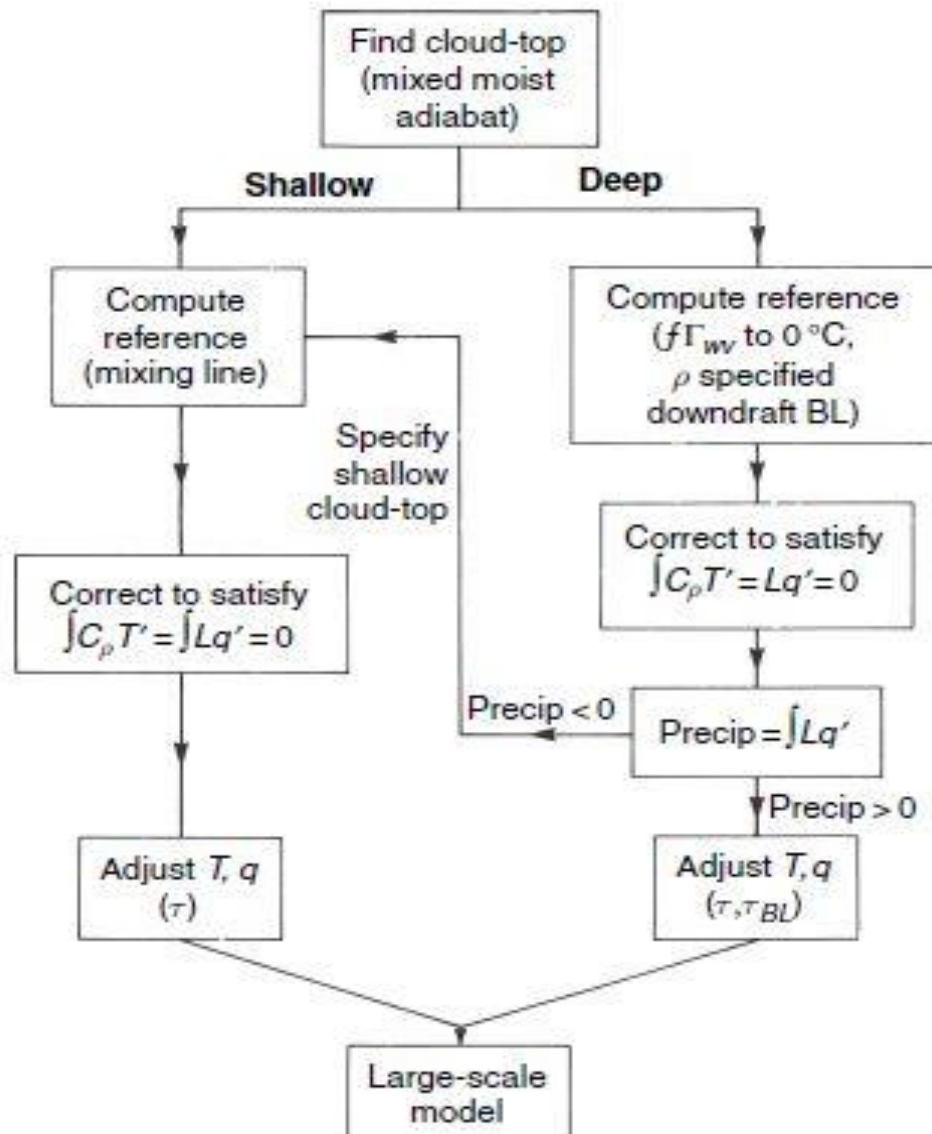 Find cloud-top
(mixed moist
adiabat)
Shallow
Deep
Compute
reference
(mixing line)
Compute reference
(fΓwv to 0 °C,
ρ specified
downdraft BL)
Specify
shallow
cloud-top
Correct to satisfy
∫CρT′ = Lq′ = 0
Correct to satisfy
∫CρT′ = ∫Lq′ = 0
Precip < 0
Precip = ∫Lq′
Precip > 0
Adjust T, q
(τ)
Adjust T, q
(τ,τBL)
Large-scale
model